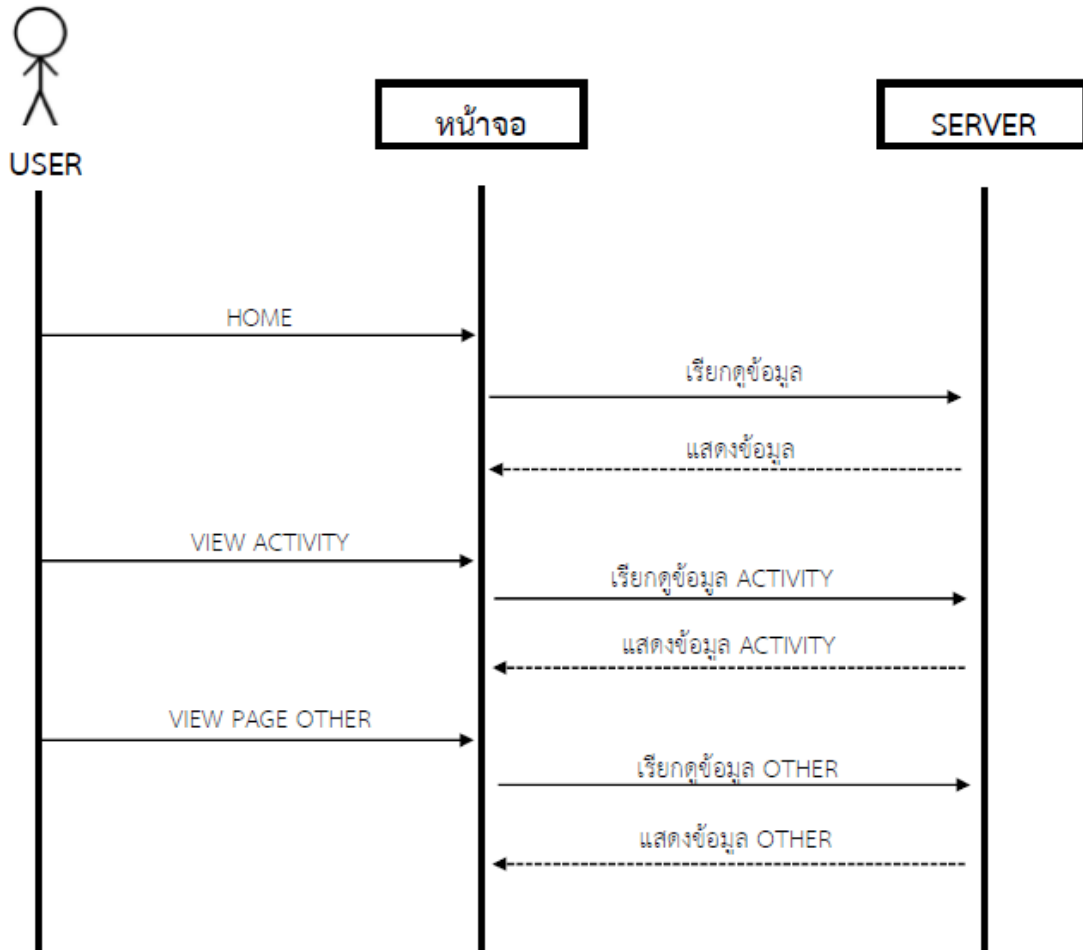 หน้าจอ
SERVER
USER
HOME
เรียกดูข้อมูล
แสดงข้อมูล
VIEW ACTIVITY
เรียกดูข้อมูล ACTIVITY
แสดงข้อมูล ACTIVITY
VIEW PAGE OTHER
เรียกดูข้อมูล OTHER
แสดงข้อมูล OTHER